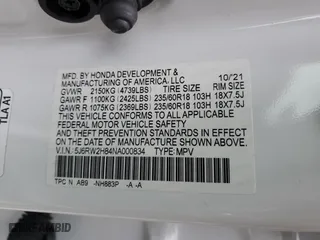 MFD. BY HONDA DEVELOPMENT & 10/21
MANUFACTURING OF AMERICA, LLC.
GVWR 2150KG (4739LBS) TIRE SIZE RIM SIZE
GAWR F 1100KG (2425LBS) 235/60R18 103H 18X7.5J
GAWR R 1075KG (2369LBS) 235/60R18 103H 18X7.5J
THIS VEHICLE CONFORMS TO ALL APPLICABLE
FEDERAL MOTOR VEHICLE SAFETY AND THEFT
PREVENTION STANDARDS IN EFFECT ON THE DATE
OF MANUFACTURE SHOWN ABOVE.
V.I.N. 5J6RW2H84NA000834 TYPE: MPV
TPC N A89 -NH883P -A -A
TLA A1